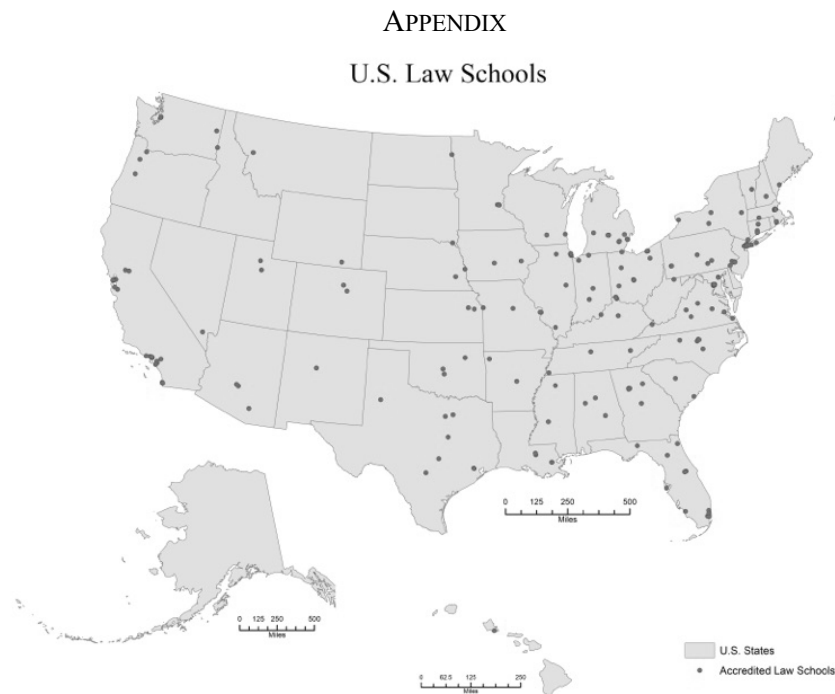 APPENDIX
U.S. Law Schools
0 125 250 500
Miles
0 125 250 500
Miles
0 62.5 125 250
Miles
U.S. States
Accredited Law Schools